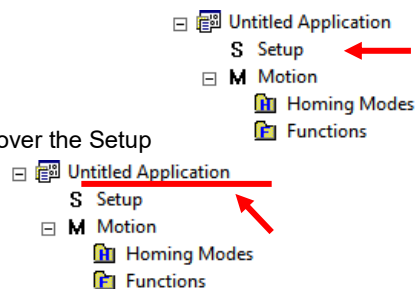 Untitled Application
S Setup
M Motion
H Homing Modes
F Functions
over the Setup
Untitled Application
S Setup
M Motion
H Homing Modes
F Functions